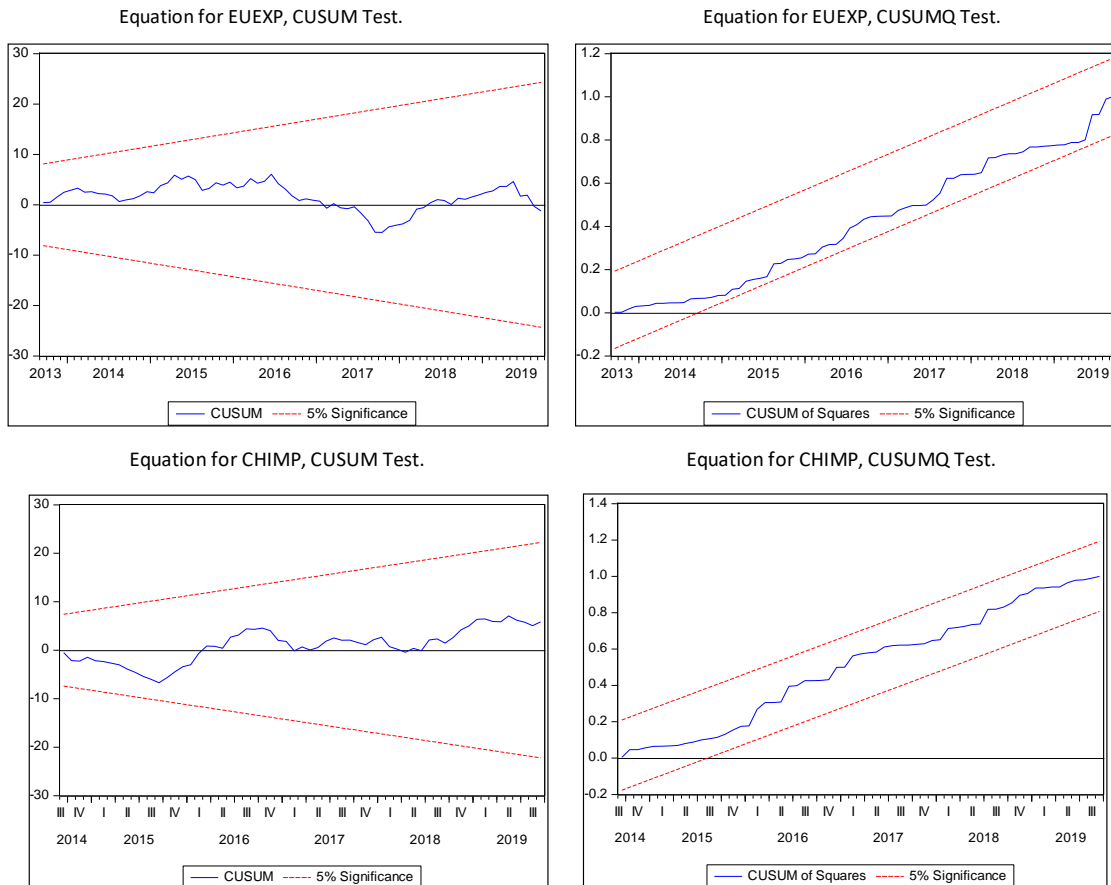 Equation for EUEXP, CUSUM Test.
30
20
10
0
-10
-20
-30
2013 2014 2015 2016 2017 2018 2019
CUSUM 5% Significance
Equation for EUEXP, CUSUMQ Test.
1.2
1.0
0.8
0.6
0.4
0.2
0.0
-0.2
2013 2014 2015 2016 2017 2018 2019
CUSUM of Squares 5% Significance
Equation for CHIMP, CUSUM Test.
30
20
10
0
-10
-20
-30
III IV I II III IV I II III IV I II III IV I II III IV I II III
2014 2015 2016 2017 2018 2019
CUSUM 5% Significance
Equation for CHIMP, CUSUMQ Test.
1.4
1.2
1.0
0.8
0.6
0.4
0.2
0.0
-0.2
III IV I II III IV I II III IV I II III IV I II III IV I II III
2014 2015 2016 2017 2018 2019
CUSUM of Squares 5% Significance